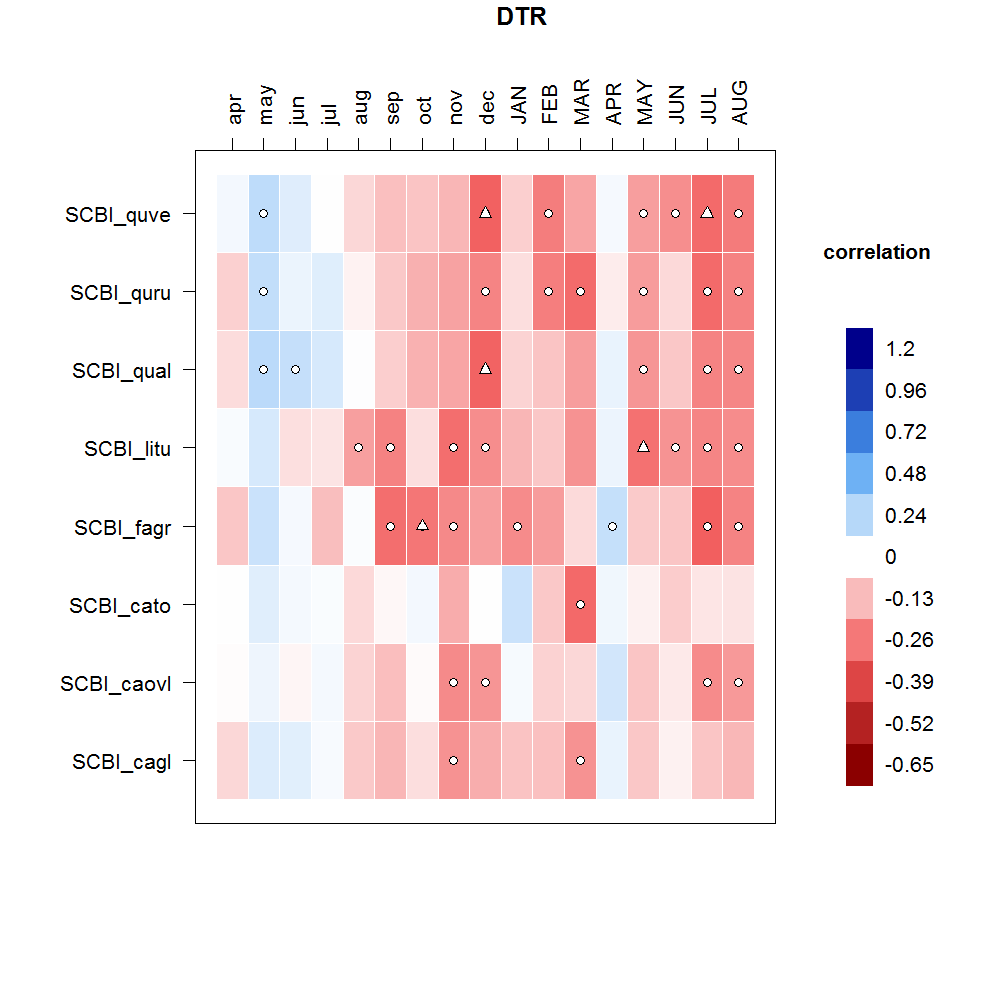 DTR
apr may jun jul aug sep oct nov dec JAN FEB MAR APR MAY JUN JUL AUG
SCBI_quve
SCBI_quru
SCBI_qual
SCBI_litu
SCBI_fagr
SCBI_cato
SCBI_caovl
SCBI_cagl
correlation
1.2
0.96
0.72
0.48
0.24
0
-0.13
-0.26
-0.39
-0.52
-0.65